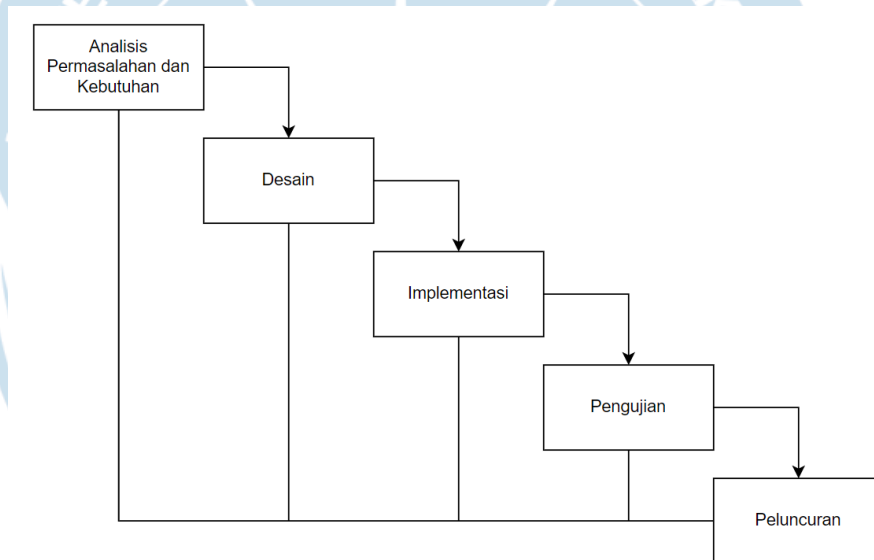 Analisis
Permasalahan dan
Kebutuhan
Desain
Implementasi
Pengujian
Peluncuran